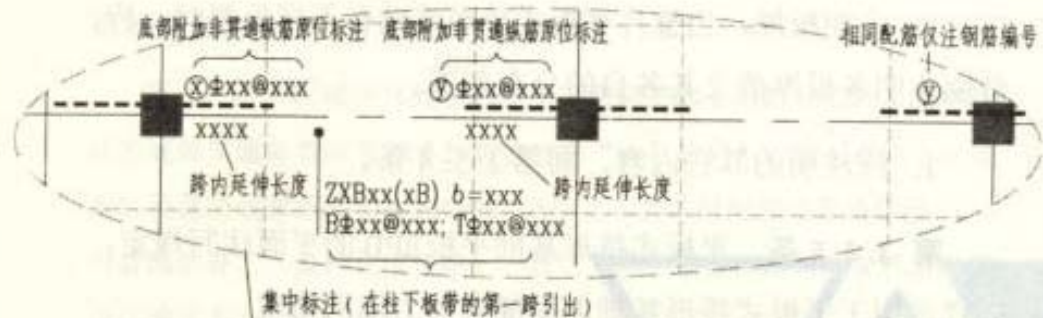 底部附加非贯通纵筋原位标注 底部附加非贯通纵筋原位标注
相同配筋仅注钢筋编号
Ⓧ⏀xx@xxx Ⓨ⏀xx@xxx Ⓨ
xxxx xxxx
跨内延伸长度 跨内延伸长度
ZXBxx(xB) b=xxx
B⏀xx@xxx; T⏀xx@xxx
集中标注(在柱下板带的第一跨引出)